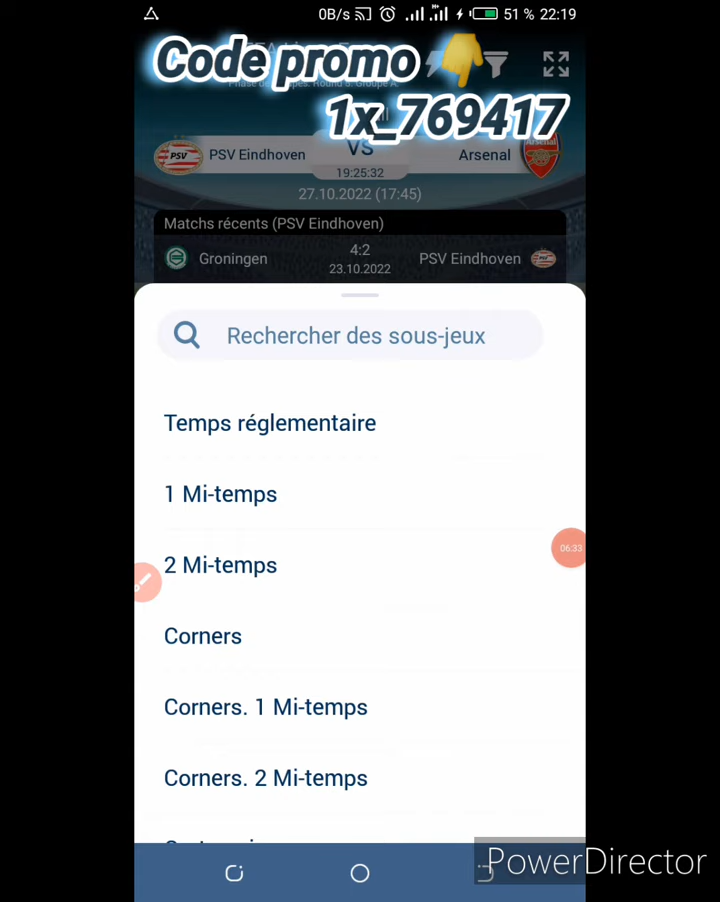 0B/s 51 % 22:19
Code promo
1x_769417
PSV
PSV Eindhoven
VS
Arsenal
19:25:32
27.10.2022 (17:45)
Matchs récents (PSV Eindhoven)
Groningen
4:2
PSV Eindhoven
23.10.2022
Rechercher des sous-jeux
Temps réglementaire
1 Mi-temps
2 Mi-temps
06:33
Corners
Corners. 1 Mi-temps
Corners. 2 Mi-temps
PowerDirector